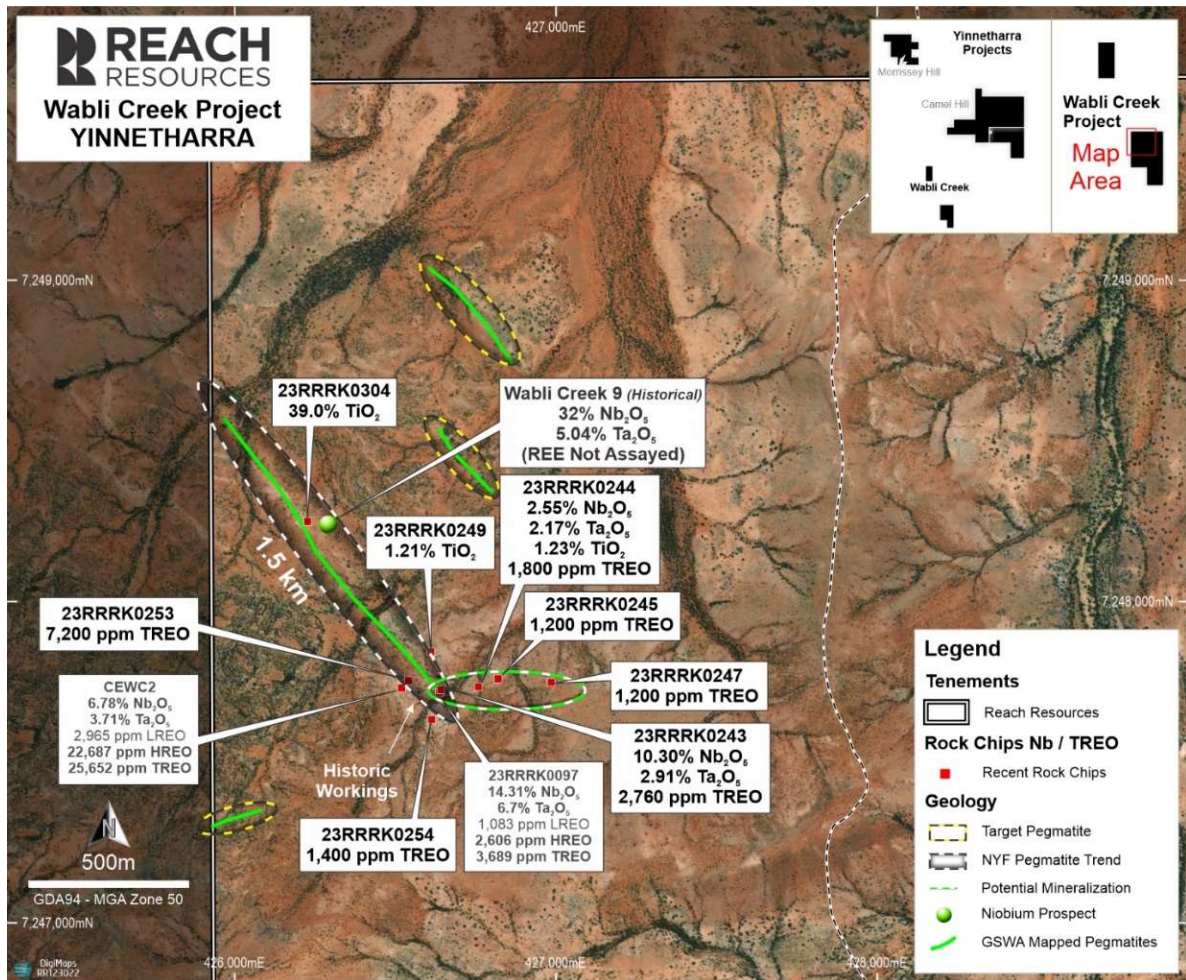 REACH
RESOURCES
Wabli Creek Project
YINNETHARRA
427,000mE
Yinnetharra
Projects
Morrissey Hill
Camel Hill
Wabli Creek
Wabli Creek
Project
Map
Area
7,249,000mN
7,249,000mN
23RRRK0304
39.0% TiO₂
Wabli Creek 9 (Historical)
32% Nb₂O₅
5.04% Ta₂O₅
(REE Not Assayed)
23RRRK0249
1.21% TiO₂
23RRRK0244
2.55% Nb₂O₅
2.17% Ta₂O₅
1.23% TiO₂
1,800 ppm TREO
1.5 km
23RRRK0245
1,200 ppm TREO
7,248,000mN
23RRRK0253
7,200 ppm TREO
23RRRK0247
1,200 ppm TREO
CEWC2
6.78% Nb₂O₅
3.71% Ta₂O₅
2,965 ppm LREO
22,687 ppm HREO
25,652 ppm TREO
23RRRK0243
10.30% Nb₂O₅
2.91% Ta₂O₅
2,760 ppm TREO
Historic
Workings
23RRRK0097
14.31% Nb₂O₅
6.7% Ta₂O₅
1,083 ppm LREO
2,606 ppm HREO
3,689 ppm TREO
23RRRK0254
1,400 ppm TREO
N
500m
GDA94 - MGA Zone 50
Legend
Tenements
Reach Resources
Rock Chips Nb / TREO
Recent Rock Chips
Geology
Target Pegmatite
NYF Pegmatite Trend
Potential Mineralization
Niobium Prospect
GSWA Mapped Pegmatites
7,247,000mN
7,247,000mN
DigiMaps
RR123022
426,000mE
427,000mE
428,000mE